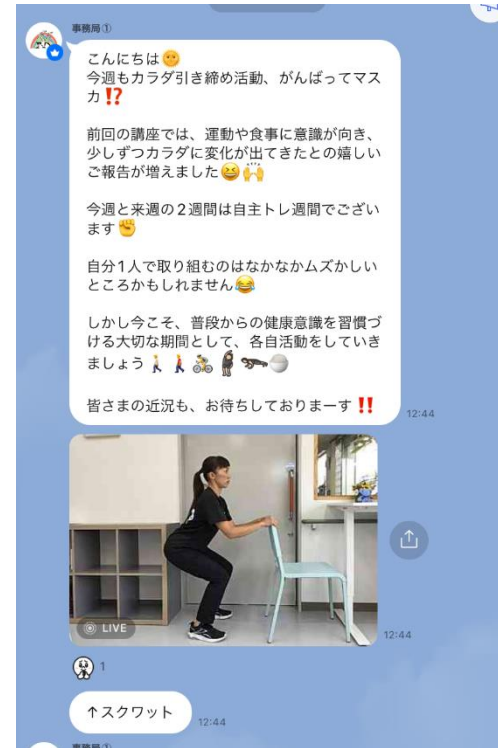 事務局①
こんにちは🌞
今週もカラダ引き締め活動、がんばってマス
カ⁉️
前回の講座では、運動や食事に意識が向き、
少しずつカラダに変化が出てきたとの嬉しい
ご報告が増えました😆🙌
今週と来週の2週間は自主トレ週間でござい
ます✊
自分1人で取り組むのはなかなかムズかしい
ところかもしれません😂
しかし今こそ、普段からの健康意識を習慣づ
ける大切な期間として、各自活動をしていき
ましょう
皆さまの近況も、お待ちしておりまーす‼️
12:44
LIVE
12:44
1
↑スクワット
12:44
事務局①